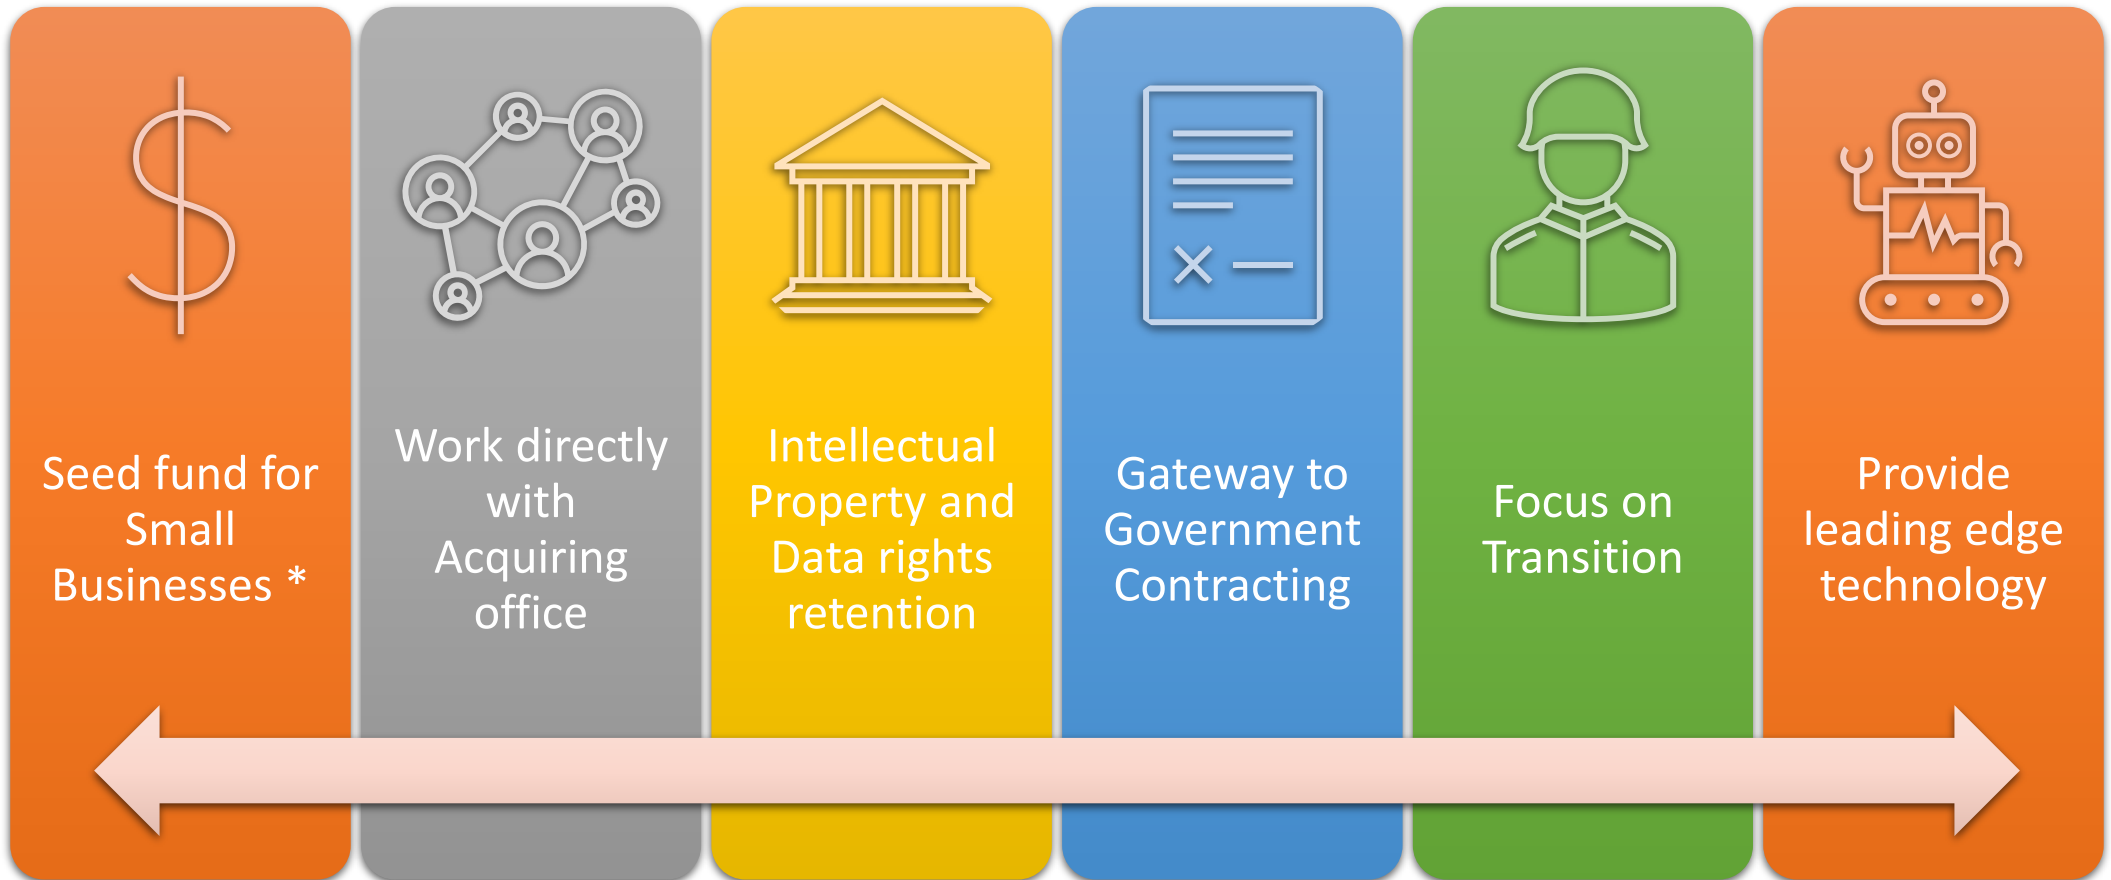 Seed fund for
Small
Businesses *
Work directly
with
Acquiring
office
Intellectual
Property and
Data rights
retention
Gateway to
Government
Contracting
Focus on
Transition
Provide
leading edge
technology